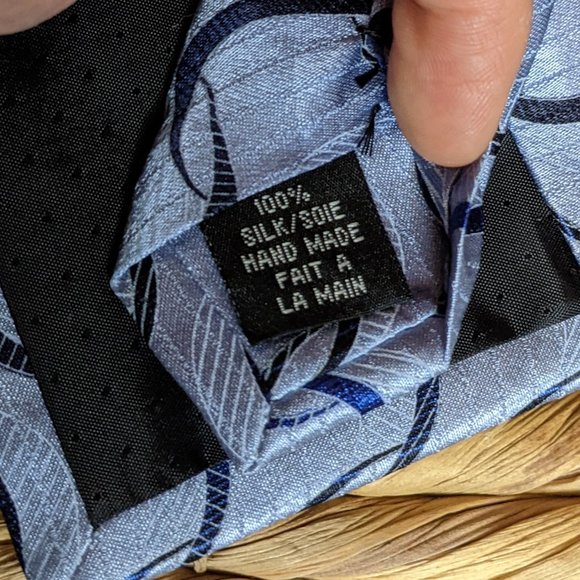 100%
SILK/SOIE
HAND MADE
FAIT A
LA MAIN